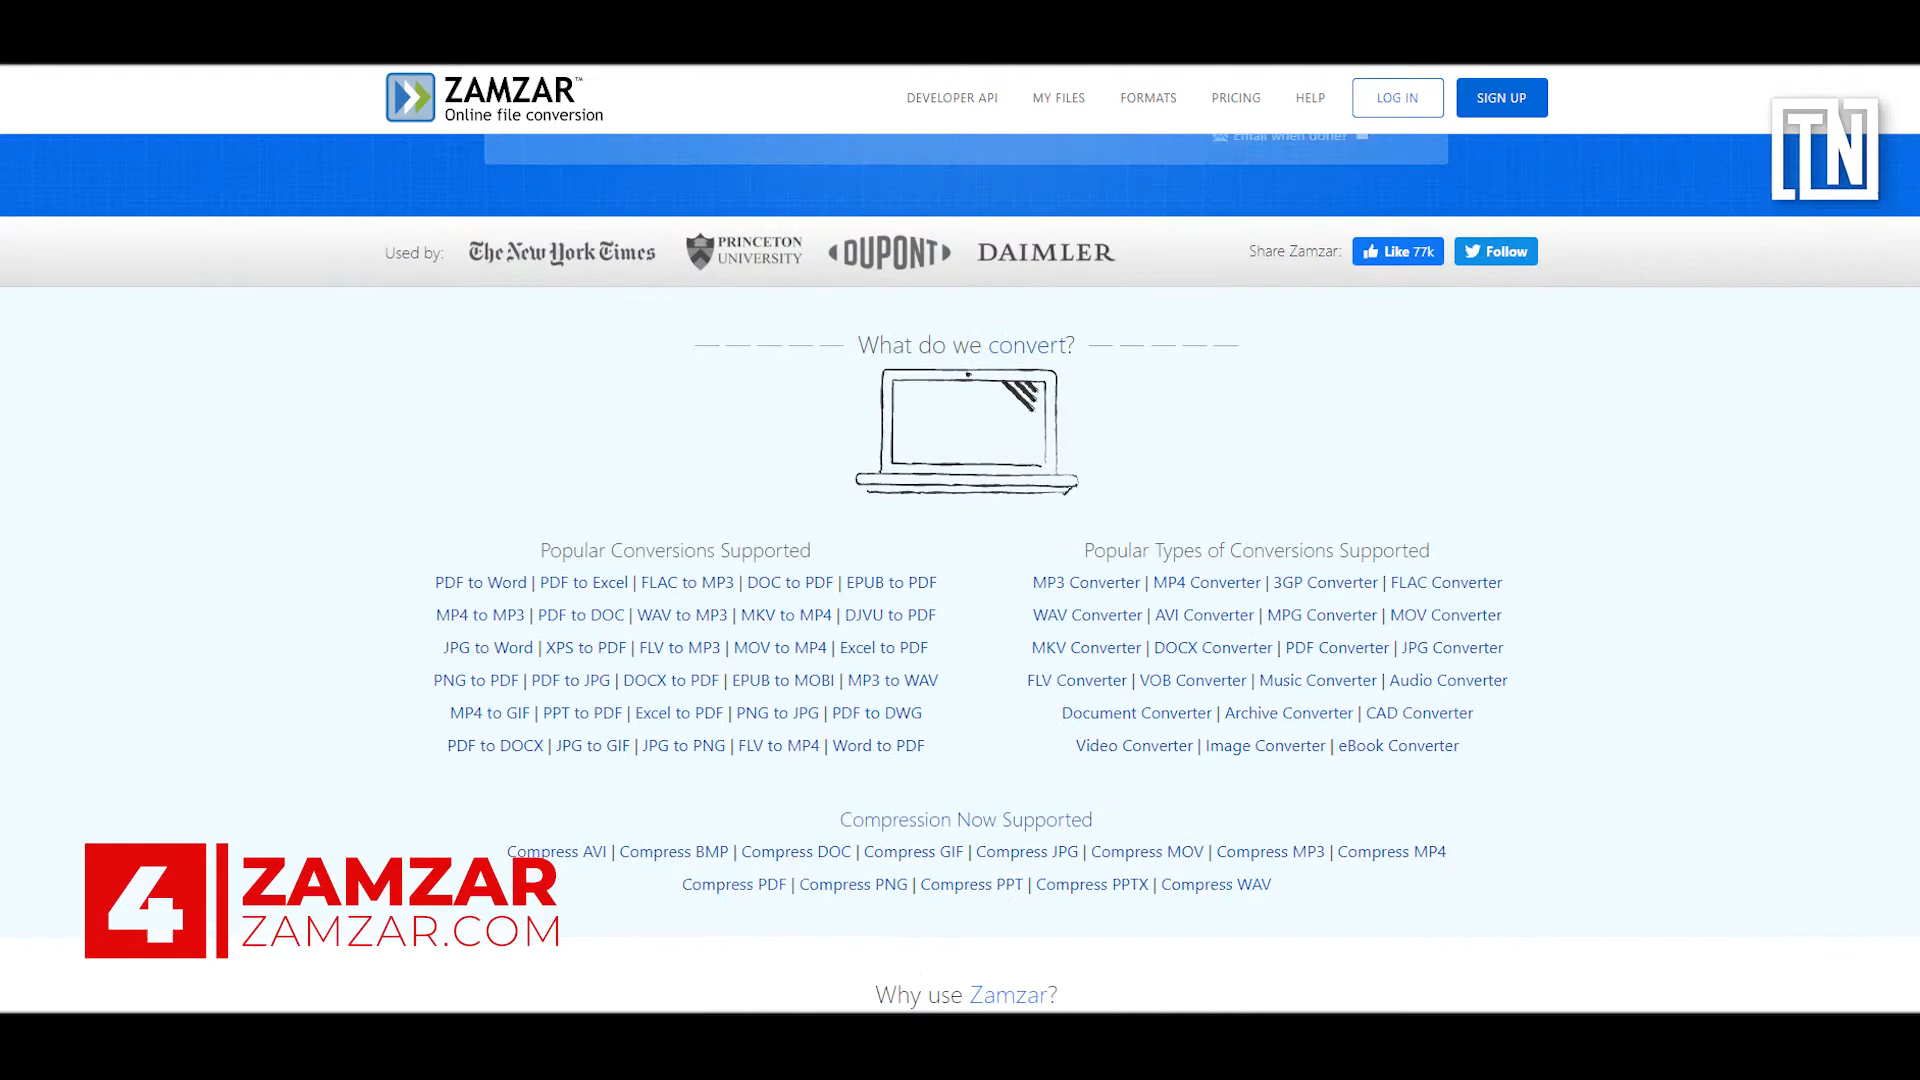 ZAMZAR™
Online file conversion
DEVELOPER API MY FILES FORMATS PRICING HELP LOG IN SIGN UP
TN
Email when done?
Used by: The New York Times PRINCETON UNIVERSITY DUPONT DAIMLER Share Zamzar: Like 77k Follow
What do we convert?
Popular Conversions Supported
PDF to Word | PDF to Excel | FLAC to MP3 | DOC to PDF | EPUB to PDF
MP4 to MP3 | PDF to DOC | WAV to MP3 | MKV to MP4 | DJVU to PDF
JPG to Word | XPS to PDF | FLV to MP3 | MOV to MP4 | Excel to PDF
PNG to PDF | PDF to JPG | DOCX to PDF | EPUB to MOBI | MP3 to WAV
MP4 to GIF | PPT to PDF | Excel to PDF | PNG to JPG | PDF to DWG
PDF to DOCX | JPG to GIF | JPG to PNG | FLV to MP4 | Word to PDF
Popular Types of Conversions Supported
MP3 Converter | MP4 Converter | 3GP Converter | FLAC Converter
WAV Converter | AVI Converter | MPG Converter | MOV Converter
MKV Converter | DOCX Converter | PDF Converter | JPG Converter
FLV Converter | VOB Converter | Music Converter | Audio Converter
Document Converter | Archive Converter | CAD Converter
Video Converter | Image Converter | eBook Converter
Compression Now Supported
Compress AVI | Compress BMP | Compress DOC | Compress GIF | Compress JPG | Compress MOV | Compress MP3 | Compress MP4
Compress PDF | Compress PNG | Compress PPT | Compress PPTX | Compress WAV
4 ZAMZAR
ZAMZAR.COM
Why use Zamzar?